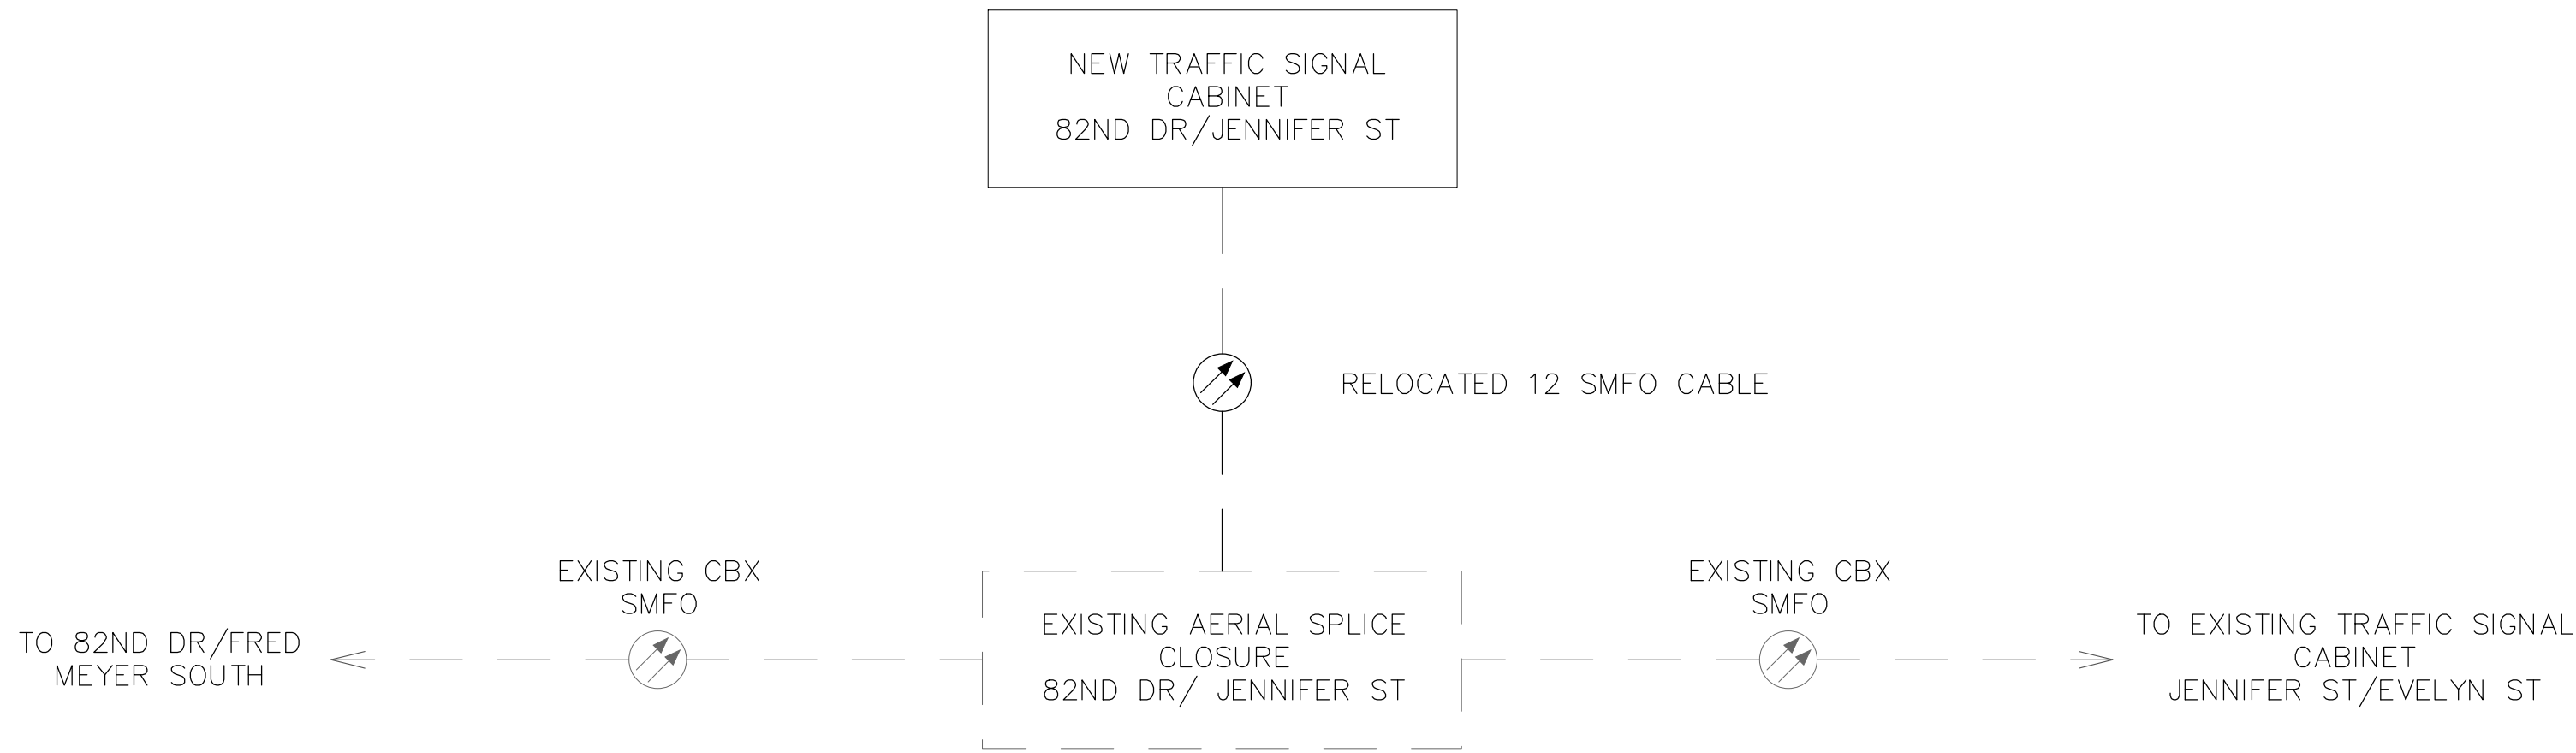 NEW TRAFFIC SIGNAL
CABINET
82ND DR/JENNIFER ST
RELOCATED 12 SMFO CABLE
EXISTING CBX
SMFO
TO 82ND DR/FRED
MEYER SOUTH
EXISTING AERIAL SPLICE
CLOSURE
82ND DR/ JENNIFER ST
EXISTING CBX
SMFO
TO EXISTING TRAFFIC SIGNAL
CABINET
JENNIFER ST/EVELYN ST